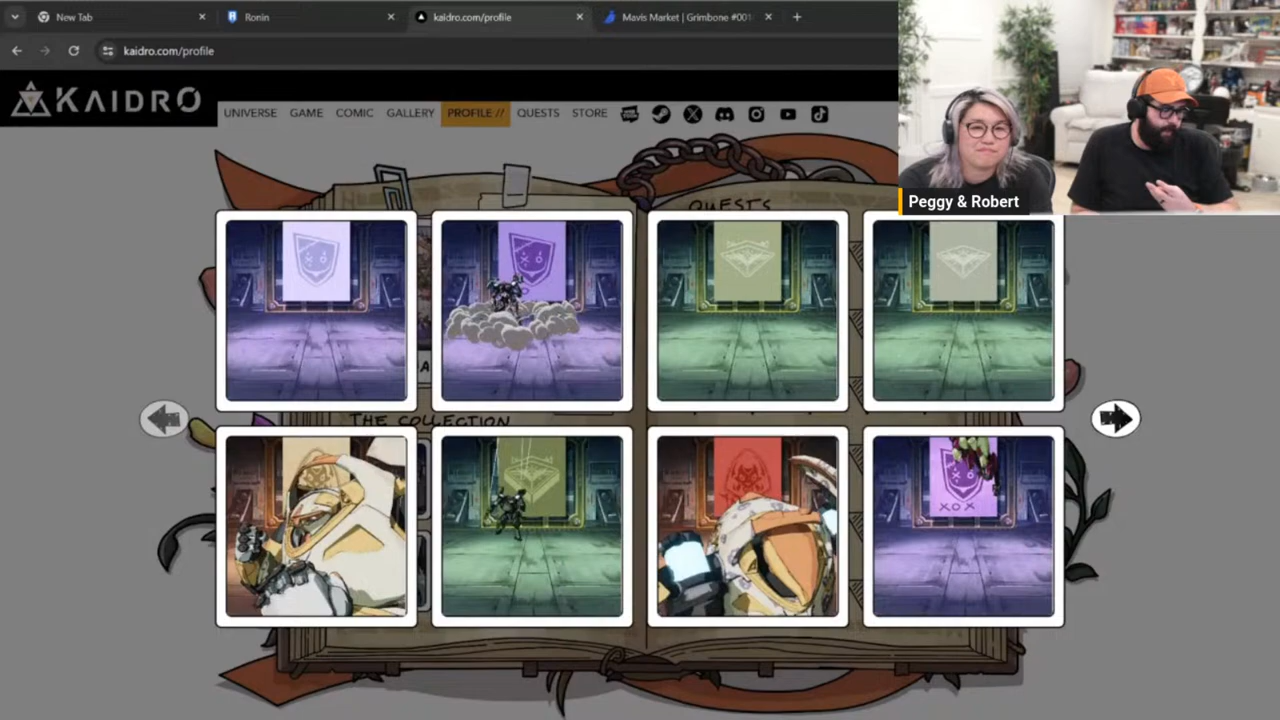 New Tab
Ronin
kaidro.com/profile
Mavis Market | Grimbone #001
kaidro.com/profile
KAIDRO
UNIVERSE
GAME
COMIC
GALLERY
PROFILE //
QUESTS
STORE
Peggy & Robert
QUESTS
THE COLLECTION
XOX